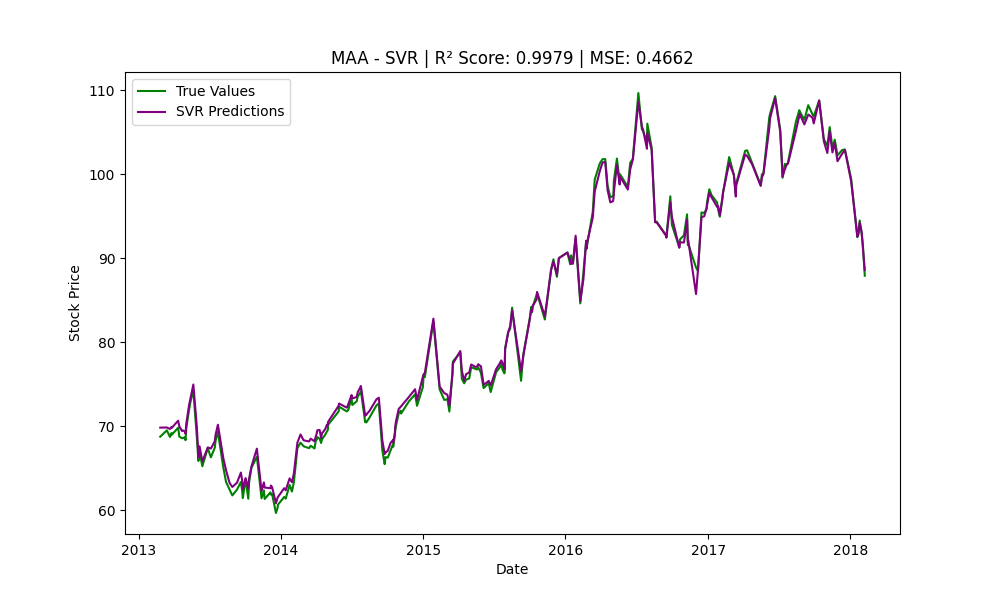 MAA - SVR | R² Score: 0.9979 | MSE: 0.4662
True Values
SVR Predictions
110
100
90
80
70
60
Stock Price
2013 2014 2015 2016 2017 2018
Date